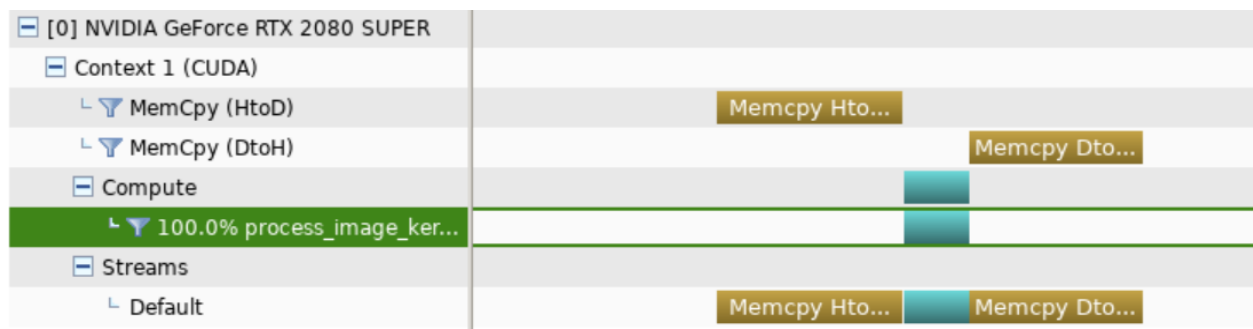 [0] NVIDIA GeForce RTX 2080 SUPER
Context 1 (CUDA)
MemCpy (HtoD)
Memcpy Hto...
MemCpy (DtoH)
Memcpy Dto...
Compute
100.0% process_image_ker...
Streams
Default
Memcpy Hto...
Memcpy Dto...